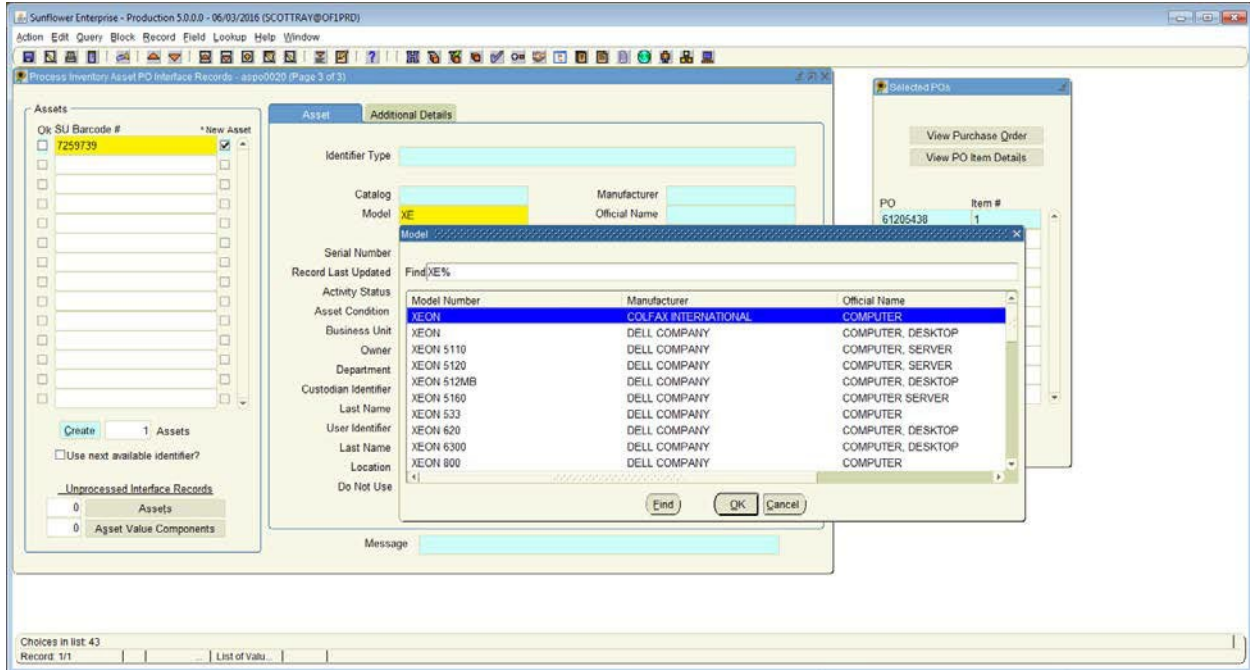 Sunflower Enterprise - Production 5.0.0.0 - 06/03/2016 (SCOTTRAY@OF1PRD)
Action Edit Query Block Record Field Lookup Help Window
Process Inventory Asset PO Interface Records - aspo0020 (Page 3 of 3)
Assets
Ok SU Barcode # * New Asset
7259739
Create 1 Assets
Use next available identifier?
Unprocessed Interface Records
0 Assets
0 Asset Value Components
Asset Additional Details
Identifier Type
Catalog Manufacturer
Model XE Official Name
Serial Number
Record Last Updated
Activity Status
Asset Condition
Business Unit
Owner
Department
Custodian Identifier
Last Name
User Identifier
Last Name
Location
Do Not Use
Message
Model
Find XE%
Model Number Manufacturer Official Name
XEON COLFAX INTERNATIONAL COMPUTER
XEON DELL COMPANY COMPUTER, DESKTOP
XEON 5110 DELL COMPANY COMPUTER, SERVER
XEON 5120 DELL COMPANY COMPUTER, SERVER
XEON 512MB DELL COMPANY COMPUTER, DESKTOP
XEON 5160 DELL COMPANY COMPUTER SERVER
XEON 533 DELL COMPANY COMPUTER
XEON 620 DELL COMPANY COMPUTER, DESKTOP
XEON 6300 DELL COMPANY COMPUTER, DESKTOP
XEON 800 DELL COMPANY COMPUTER
Find OK Cancel
Selected POs
View Purchase Order
View PO Item Details
PO Item #
61205438 1
Choices in list: 43
Record: 1/1 ... List of Valu...